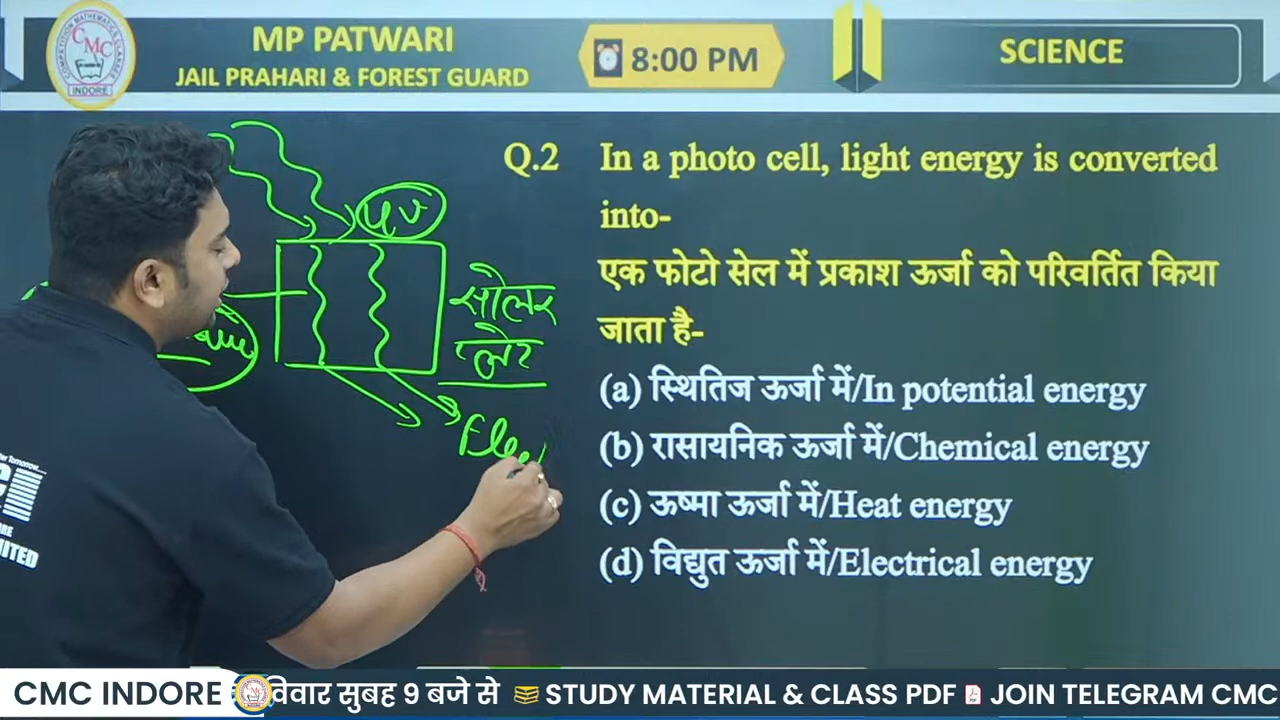 MP PATWARI
JAIL PRAHARI & FOREST GUARD
8:00 PM
SCIENCE
CMC
INDORE
Q.2 In a photo cell, light energy is converted
into-
एक फोटो सेल में प्रकाश ऊर्जा को परिवर्तित किया
जाता है-
(a) स्थितिज ऊर्जा में/In potential energy
(b) रासायनिक ऊर्जा में/Chemical energy
(c) ऊष्मा ऊर्जा में/Heat energy
(d) विद्युत ऊर्जा में/Electrical energy
UV
सोलर
प्लेट
Elec
CMC INDORE विवार सुबह 9 बजे से STUDY MATERIAL & CLASS PDF JOIN TELEGRAM CMC